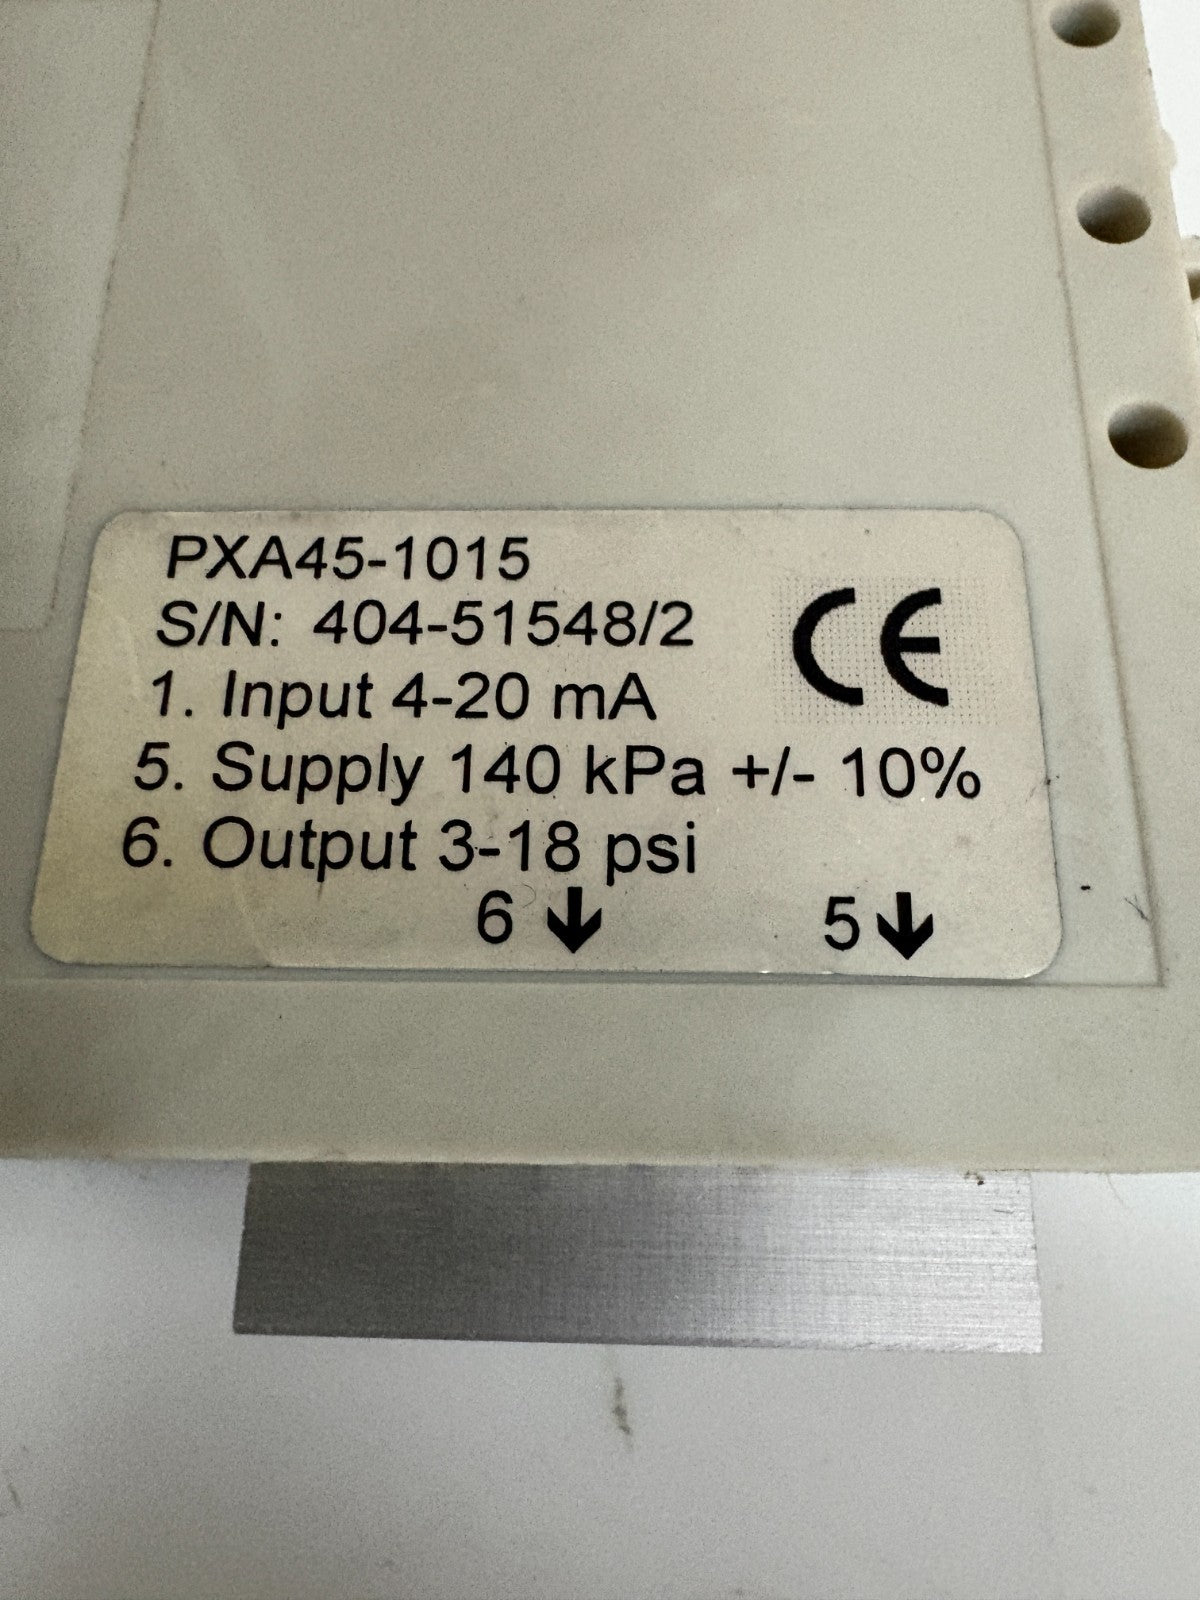 PXA45-1015
S/N: 404-51548/2
CE
1. Input 4-20 mA
5. Supply 140 kPa +/- 10%
6. Output 3-18 psi
6 ↓ 5 ↓